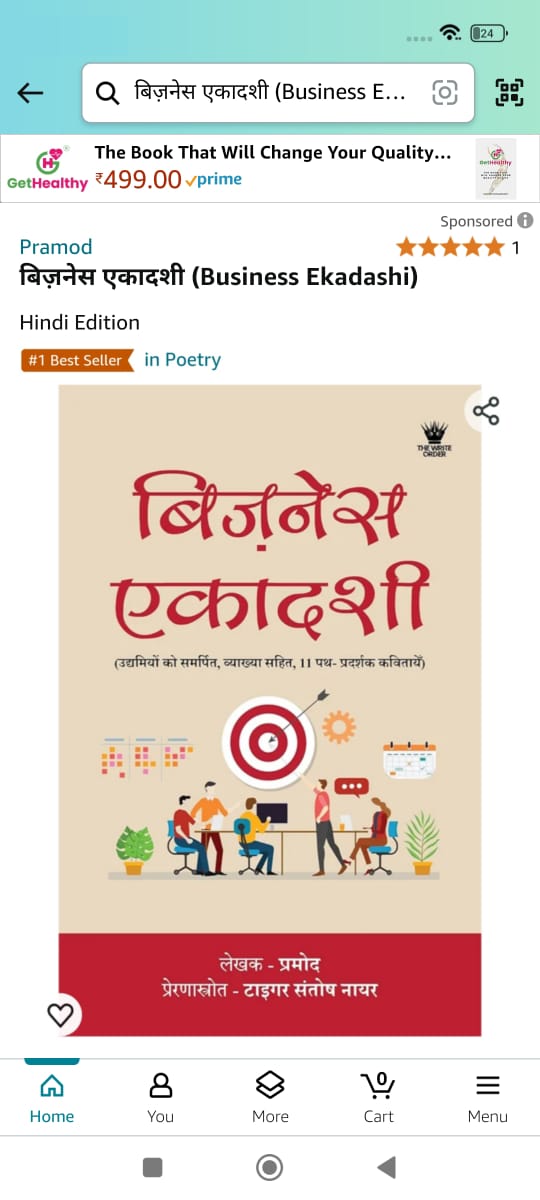 24
बिज़नेस एकादशी (Business E...
The Book That Will Change Your Quality...
GetHealthy ₹499.00 prime
GetHealthy
Sponsored
Pramod 1
बिज़नेस एकादशी (Business Ekadashi)
Hindi Edition
#1 Best Seller in Poetry
THE WRITE
ORDER
बिज़नेस
एकादशी
(उद्यमियों को समर्पित, व्याख्या सहित, 11 पथ- प्रदर्शक कवितायेँ)
लेखक - प्रमोद
प्रेरणास्त्रोत - टाइगर संतोष नायर
0
Home You More Cart Menu